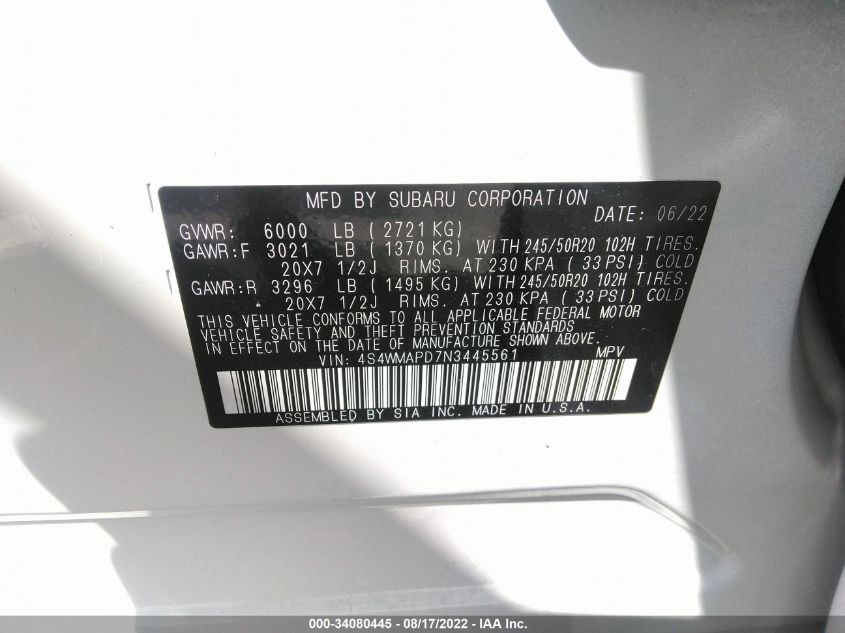 MFD BY SUBARU CORPORATION
DATE: 06/22
GVWR: 6000 LB ( 2721 KG)
GAWR:F 3021 LB ( 1370 KG) WITH 245/50R20 102H TIRES.
20X7 1/2J RIMS. AT 230 KPA ( 33 PSI) COLD
GAWR:R 3296 LB ( 1495 KG) WITH 245/50R20 102H TIRES.
20X7 1/2J RIMS. AT 230 KPA ( 33 PSI) COLD
THIS VEHICLE CONFORMS TO ALL APPLICABLE FEDERAL MOTOR
VEHICLE SAFETY AND THEFT PREVENTION STANDARDS
IN EFFECT ON THE DATE OF MANUFACTURE SHOWN ABOVE.
VIN: 4S4WMAPD7N3445561 MPV
ASSEMBLED BY SIA INC. MADE IN U.S.A.
000-34080445 - 08/17/2022 - IAA Inc.